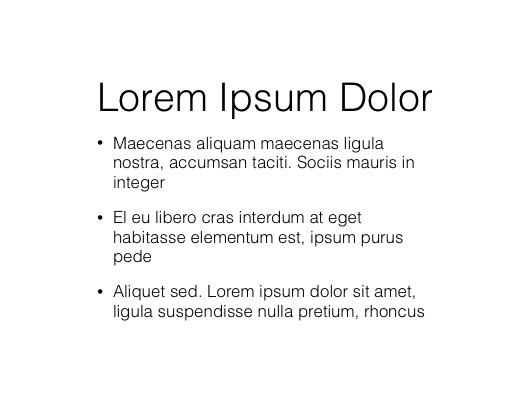 Lorem Ipsum Dolor
• Maecenas aliquam maecenas ligula
nostra, accumsan taciti. Sociis mauris in
integer
• El eu libero cras interdum at eget
habitasse elementum est, ipsum purus
pede
• Aliquet sed. Lorem ipsum dolor sit amet,
ligula suspendisse nulla pretium, rhoncus